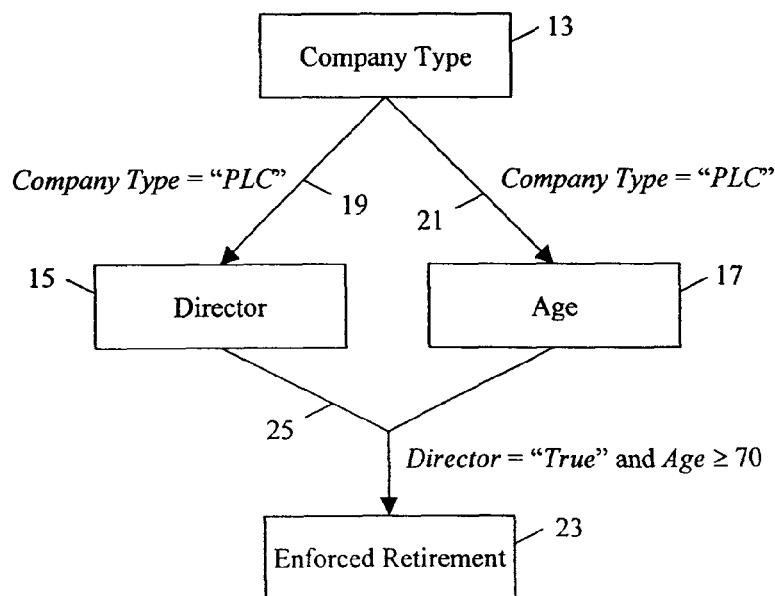 13
Company Type
Company Type = “PLC”
19
21
Company Type = “PLC”
15
Director
Age
17
25
Director = “True” and Age ≥ 70
Enforced Retirement
23